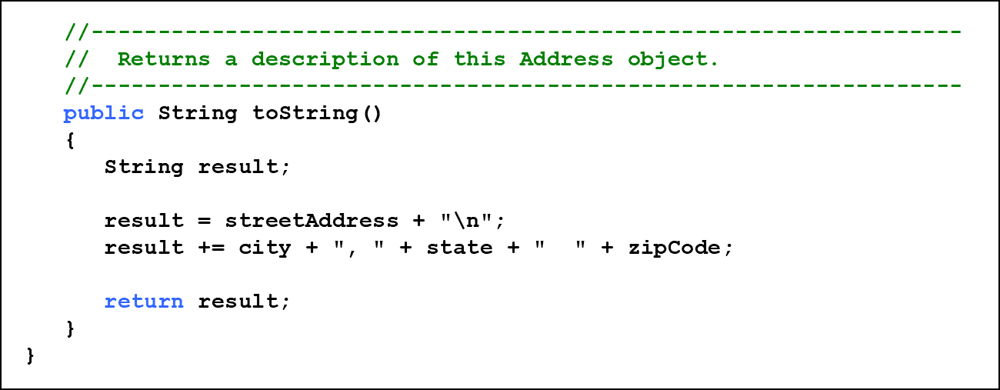 //-----------------------------------------------------------------
//  Returns a description of this Address object.
//-----------------------------------------------------------------
public String toString()
{
String result;
result = streetAddress + "\n";
result += city + ", " + state + "  " + zipCode;
return result;
}
}